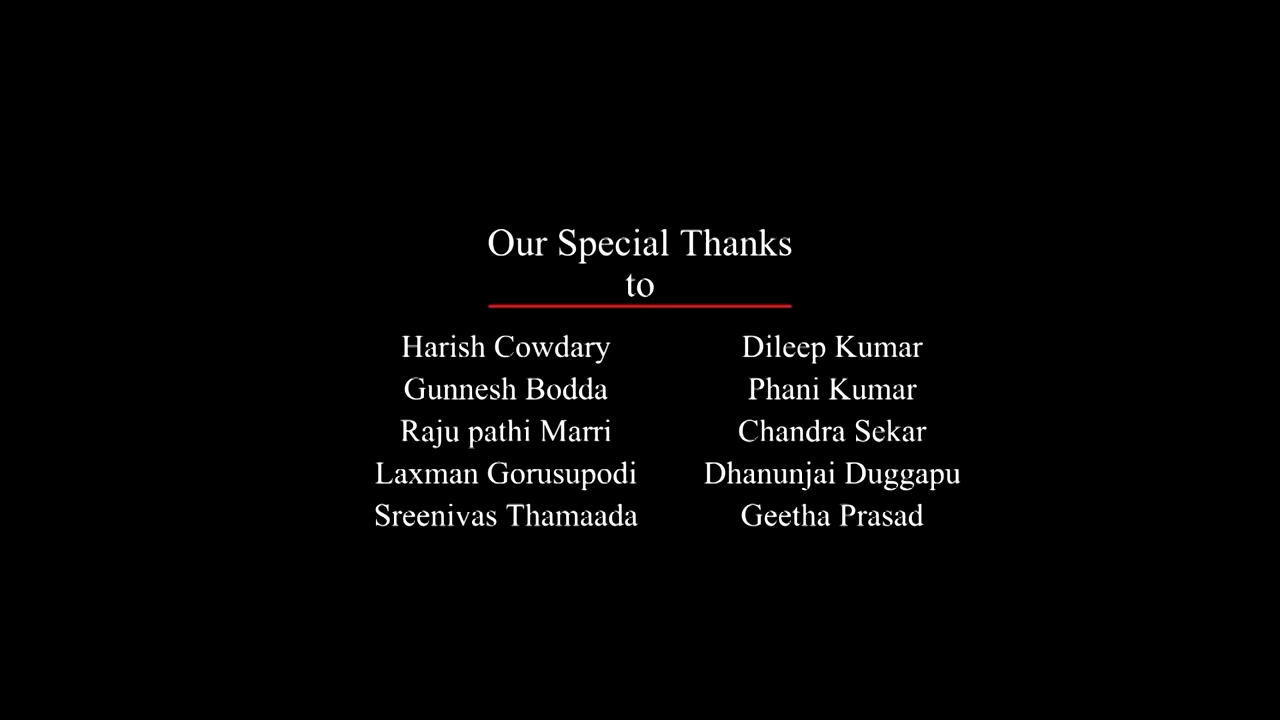 Our Special Thanks
to
Harish Cowdary
Gunnesh Bodda
Raju pathi Marri
Laxman Gorusupodi
Sreenivas Thamaada
Dileep Kumar
Phani Kumar
Chandra Sekar
Dhanunjai Duggapu
Geetha Prasad